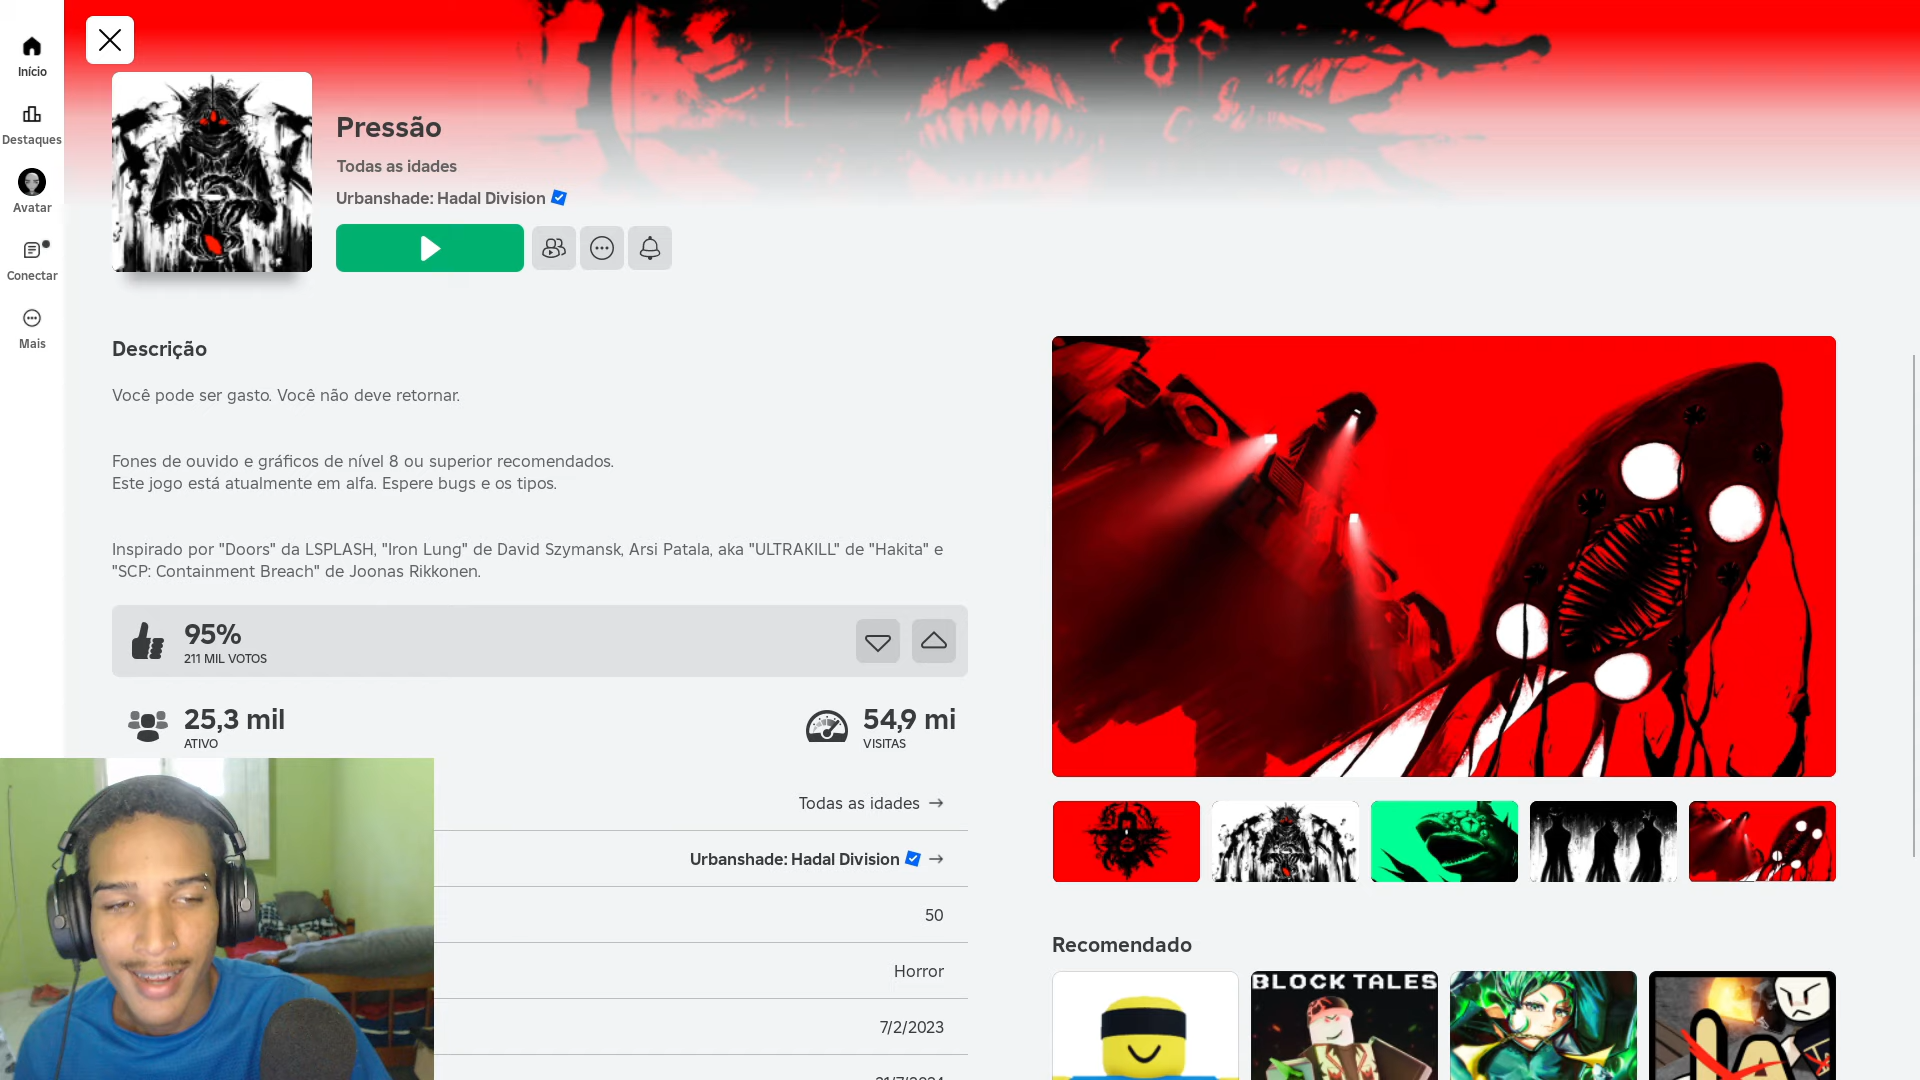 Início
Destaques
Avatar
Conectar
Mais
Pressão
Todas as idades
Urbanshade: Hadal Division
Descrição
Você pode ser gasto. Você não deve retornar.
Fones de ouvido e gráficos de nível 8 ou superior recomendados.
Este jogo está atualmente em alfa. Espere bugs e os tipos.
Inspirado por "Doors" da LSPLASH, "Iron Lung" de David Szymansk, Arsi Patala, aka "ULTRAKILL" de "Hakita" e
"SCP: Containment Breach" de Joonas Rikkonen.
95%
211 MIL VOTOS
25,3 mil
ATIVO
54,9 mi
VISITAS
Todas as idades
Urbanshade: Hadal Division
50
Horror
7/2/2023
Recomendado
BLOCK TALES